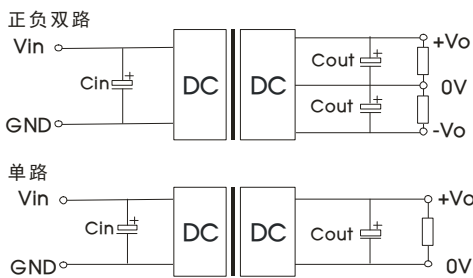 正负双路
Vin
+Vo
Cout
Cin
DC
DC
0V
Cout
GND
-Vo
单路
Vin
+Vo
Cin
DC
DC
Cout
GND
0V